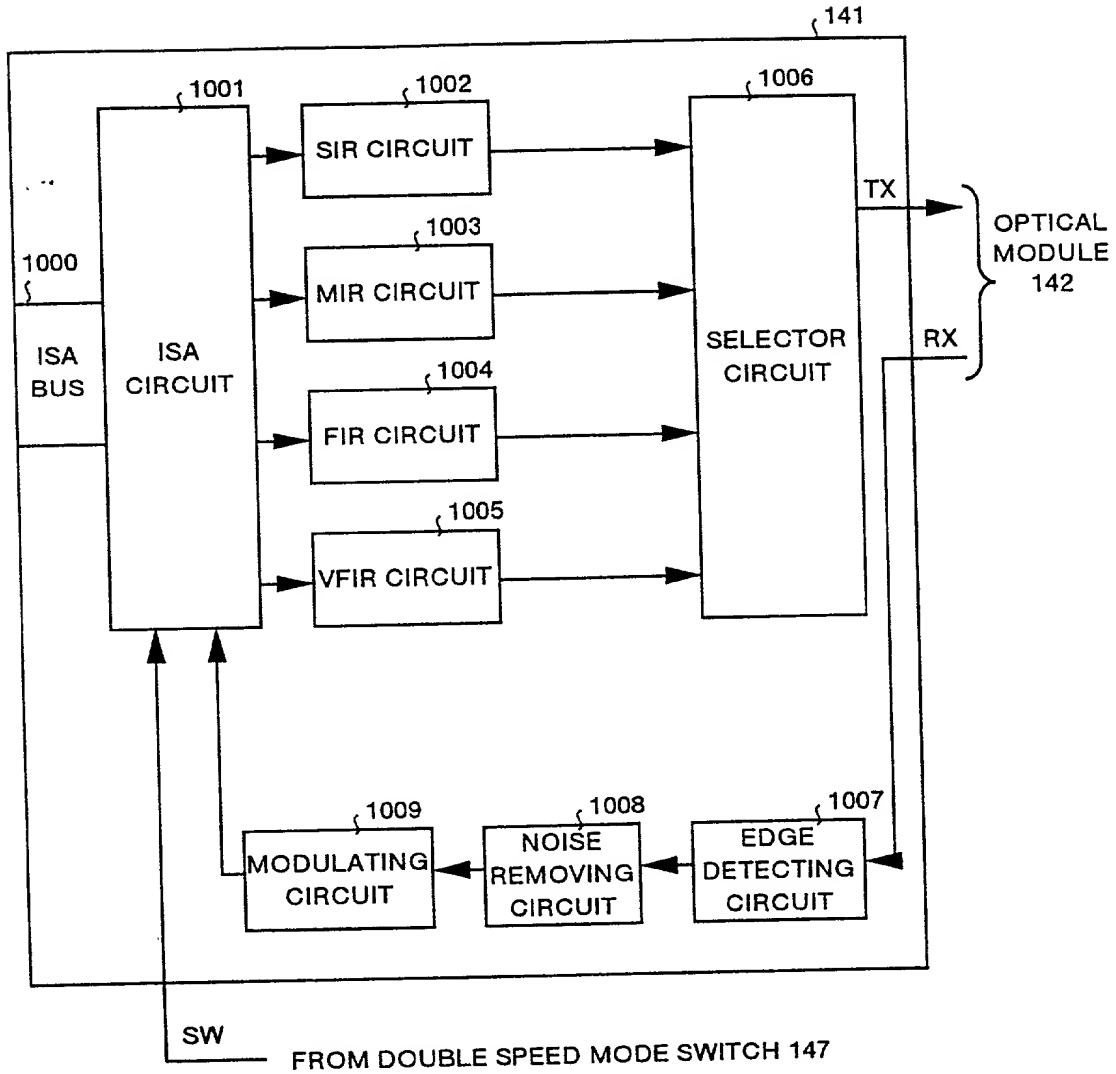 141
1001
1002
1006
SIR CIRCUIT
TX
OPTICAL
MODULE
142
1003
1000
MIR CIRCUIT
ISA
BUS
ISA
CIRCUIT
SELECTOR
CIRCUIT
RX
1004
FIR CIRCUIT
1005
VFIR CIRCUIT
1009
MODULATING
CIRCUIT
1008
NOISE
REMOVING
CIRCUIT
1007
EDGE
DETECTING
CIRCUIT
SW
FROM DOUBLE SPEED MODE SWITCH 147